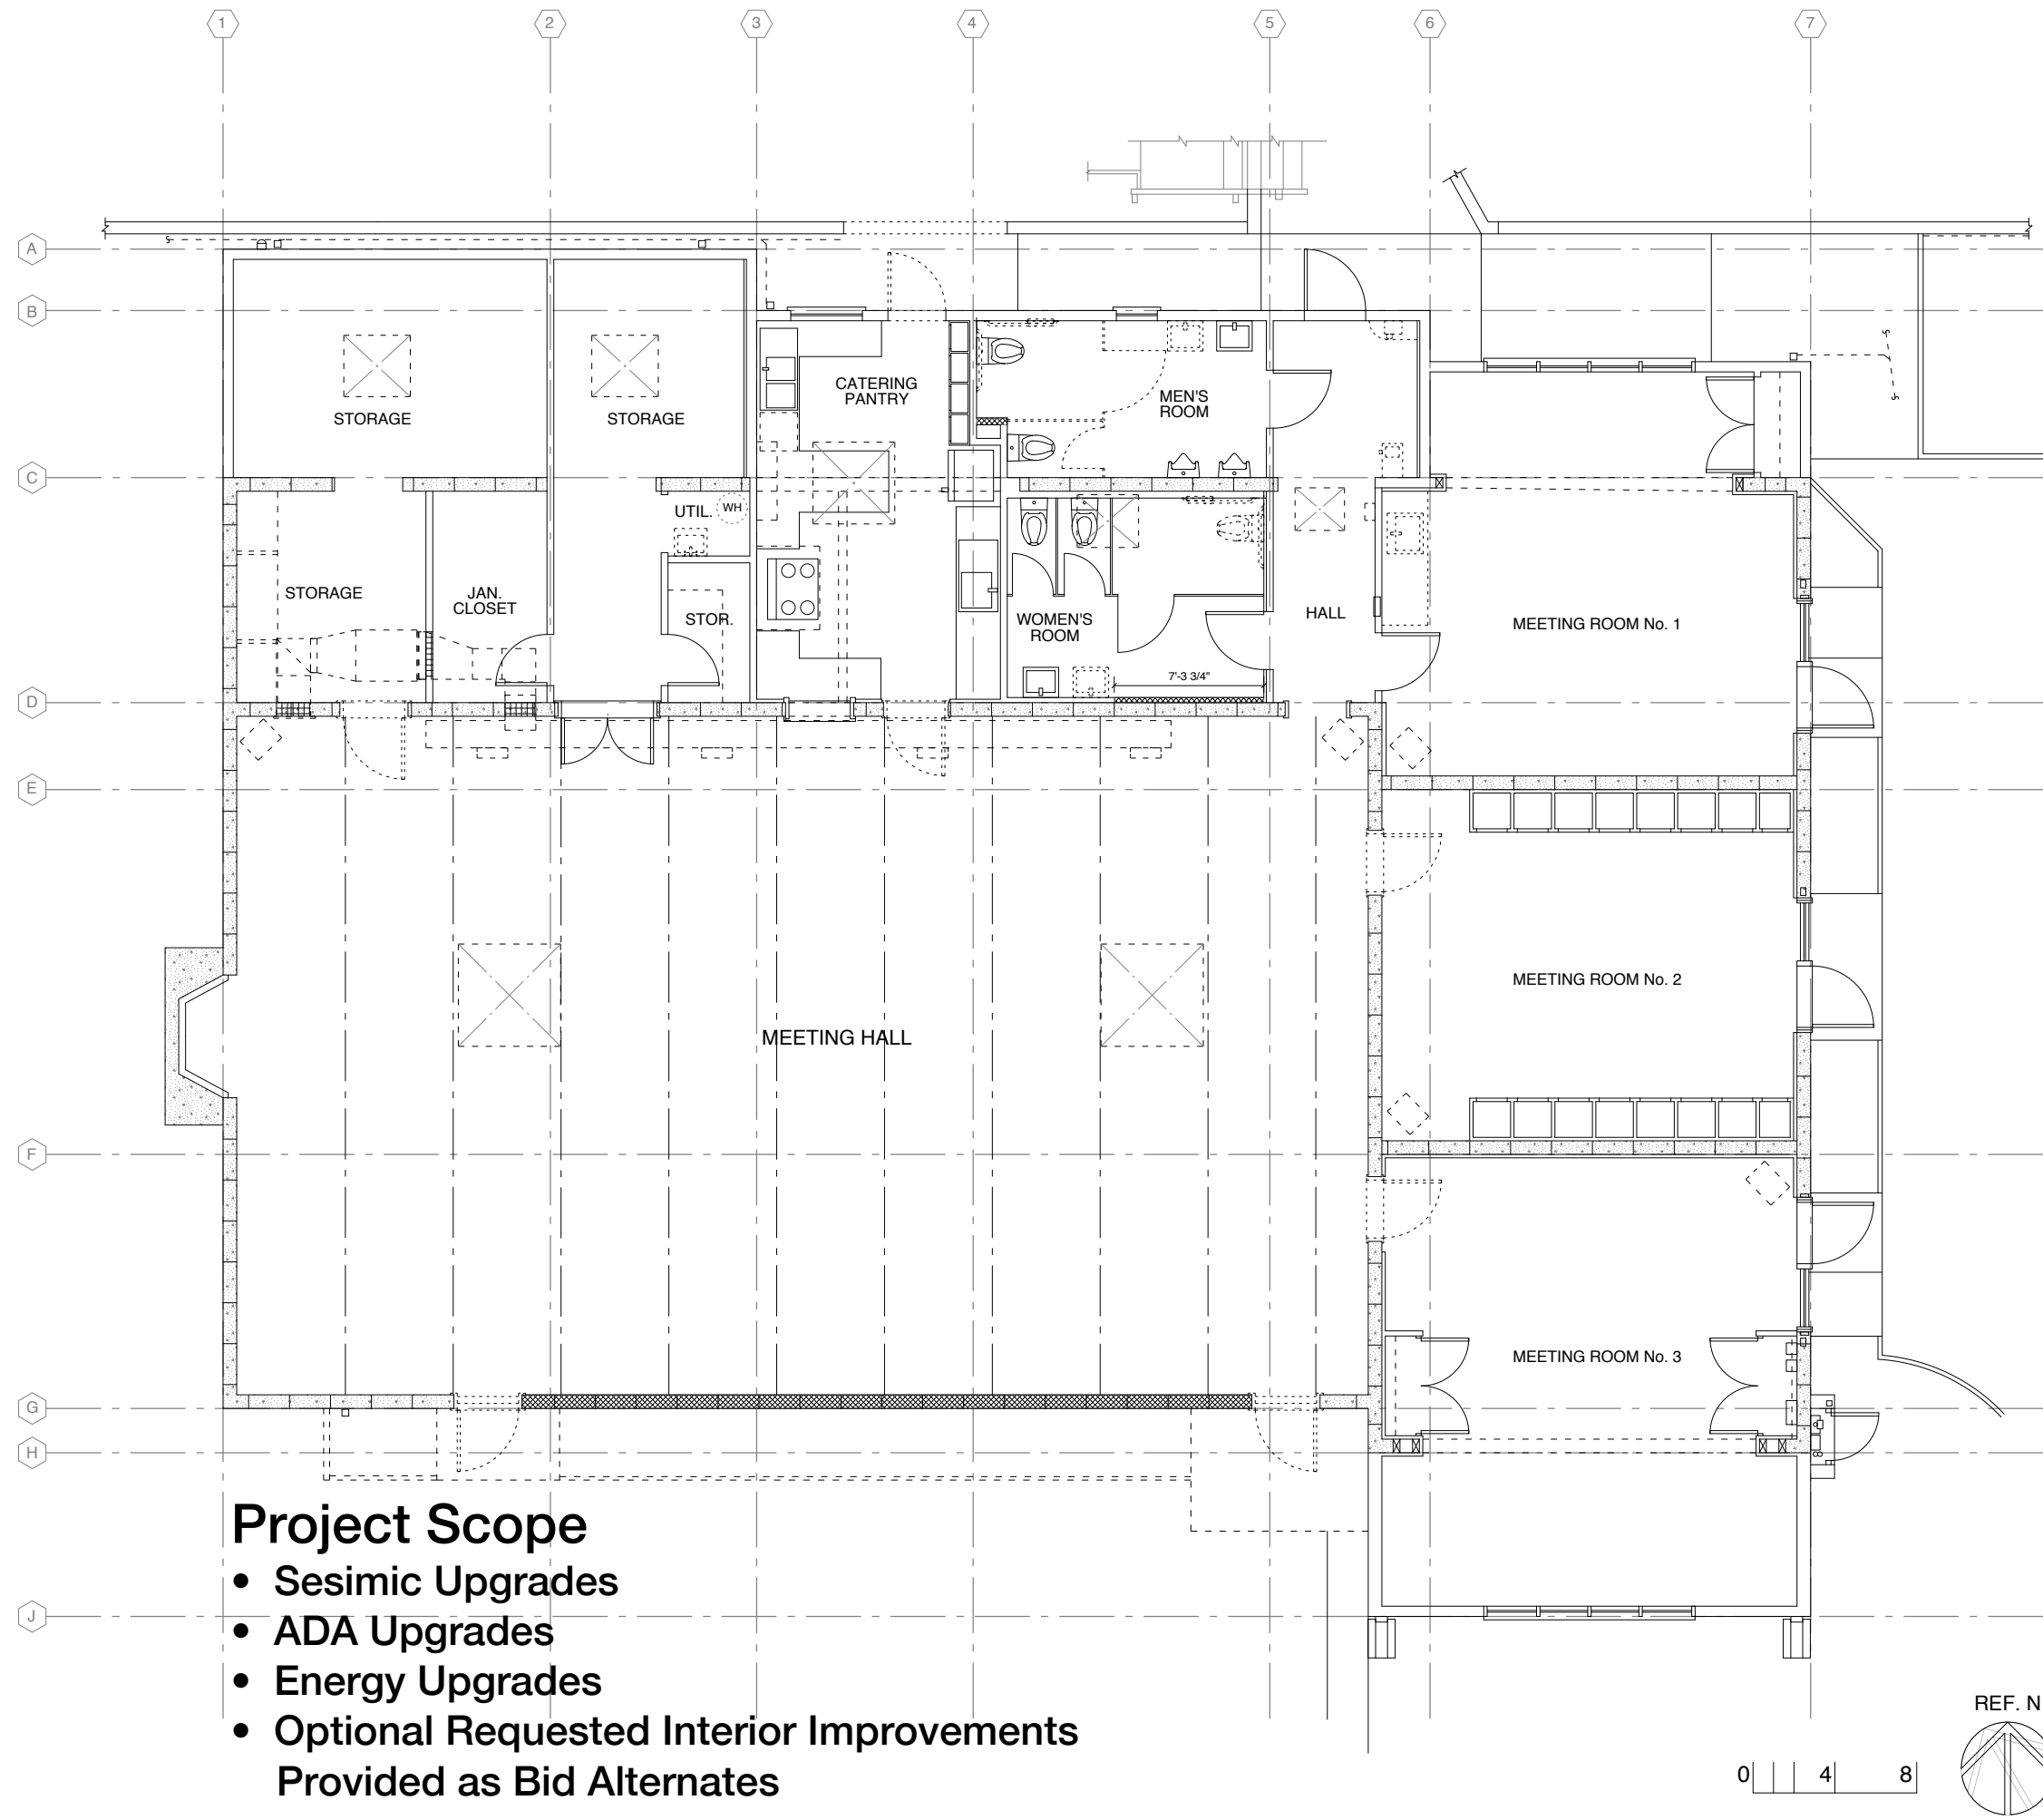 1 2 3 4 5 6 7
A
B
CATERING
PANTRY
MEN'S
ROOM
STORAGE STORAGE
C
UTIL. WH
STORAGE
JAN.
CLOSET
STOR.
WOMEN'S
ROOM
HALL
MEETING ROOM No. 1
7'-3 3/4"
D
E
MEETING ROOM No. 2
MEETING HALL
F
MEETING ROOM No. 3
G
H
Project Scope
• Sesimic Upgrades
• ADA Upgrades
• Energy Upgrades
• Optional Requested Interior Improvements
Provided as Bid Alternates
J
REF. N
0 4 8